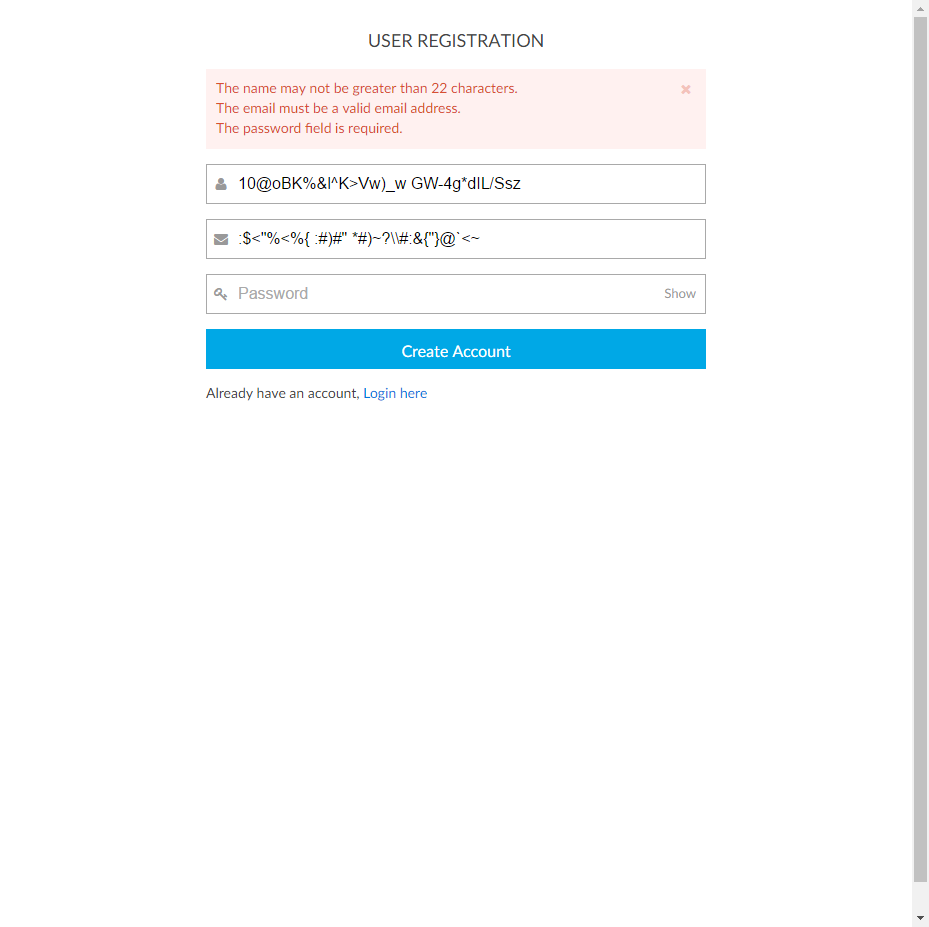 USER REGISTRATION
The name may not be greater than 22 characters.
The email must be a valid email address.
The password field is required.
10@oBK%&l^K>Vw)_w GW-4g*dIL/Ssz
:$<"%<%{ :#)#" *#)~?\\#:&{"}@`<~
Password
Show
Create Account
Already have an account, Login here